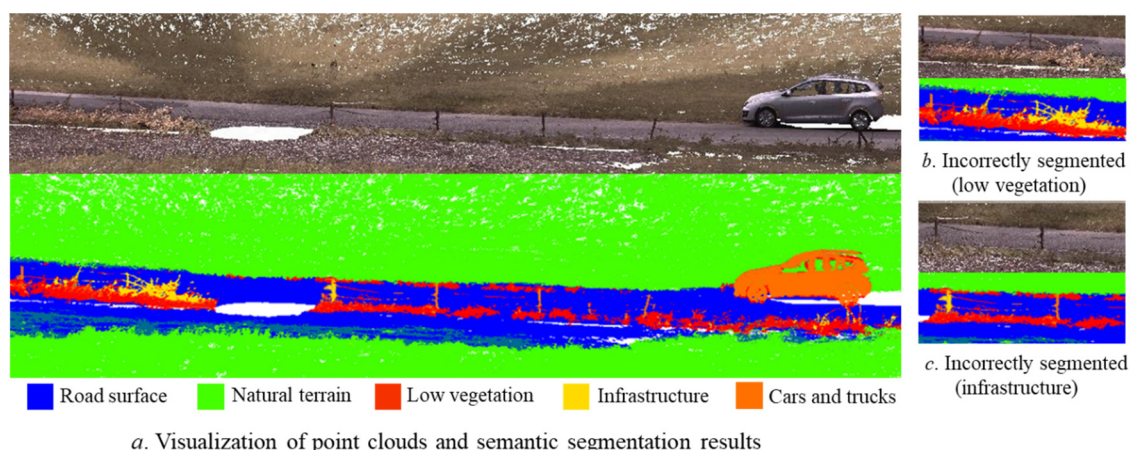 b. Incorrectly segmented
(low vegetation)
c. Incorrectly segmented
(infrastructure)
Road surface
Natural terrain
Low vegetation
Infrastructure
Cars and trucks
a. Visualization of point clouds and semantic segmentation results